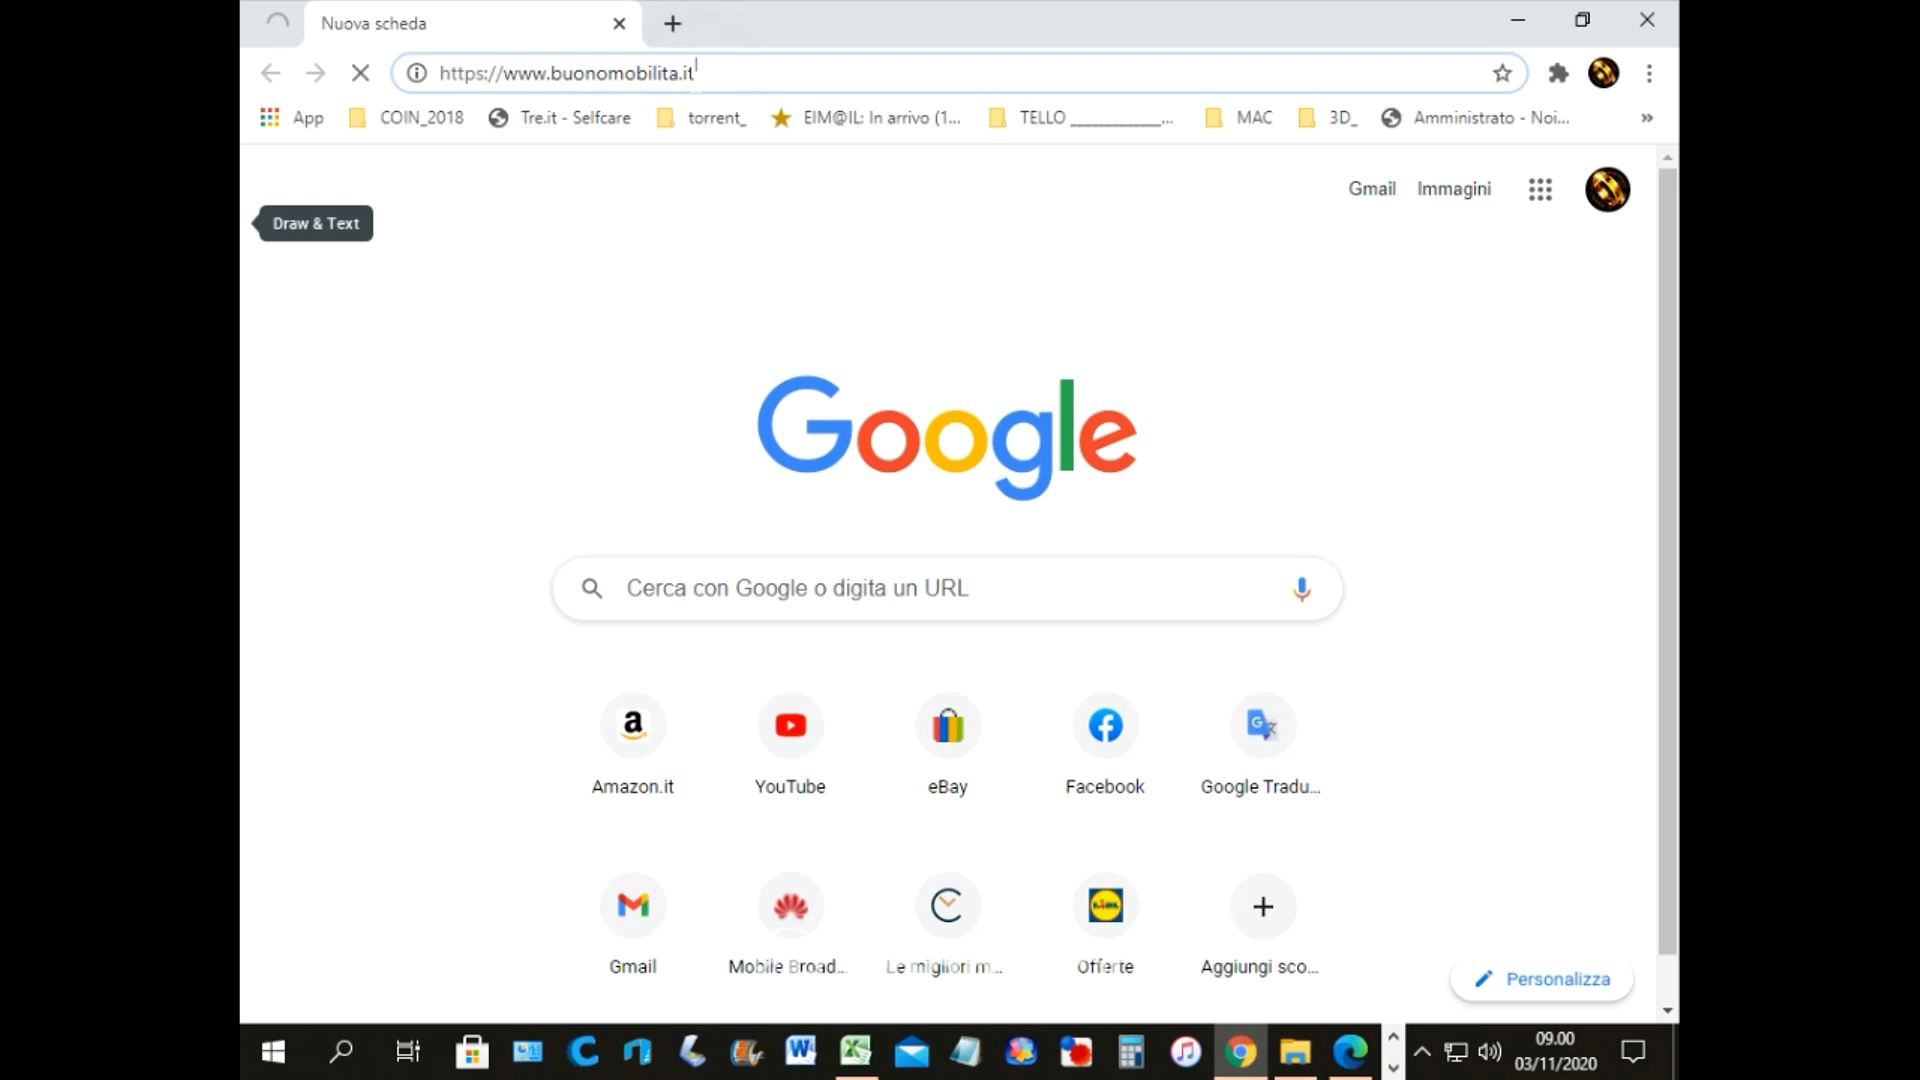 Nuova scheda
https://www.buonomobilita.it
App COIN_2018 Tre.it - Selfcare torrent_ EIM@IL: In arrivo (1... TELLO ___________... MAC 3D_ Amministrato - Noi... »
Gmail Immagini
Draw & Text
Google
Cerca con Google o digita un URL
Amazon.it YouTube eBay Facebook Google Tradu...
Gmail Mobile Broad... Le migliori m... Offerte Aggiungi sco...
Personalizza
09.00
03/11/2020